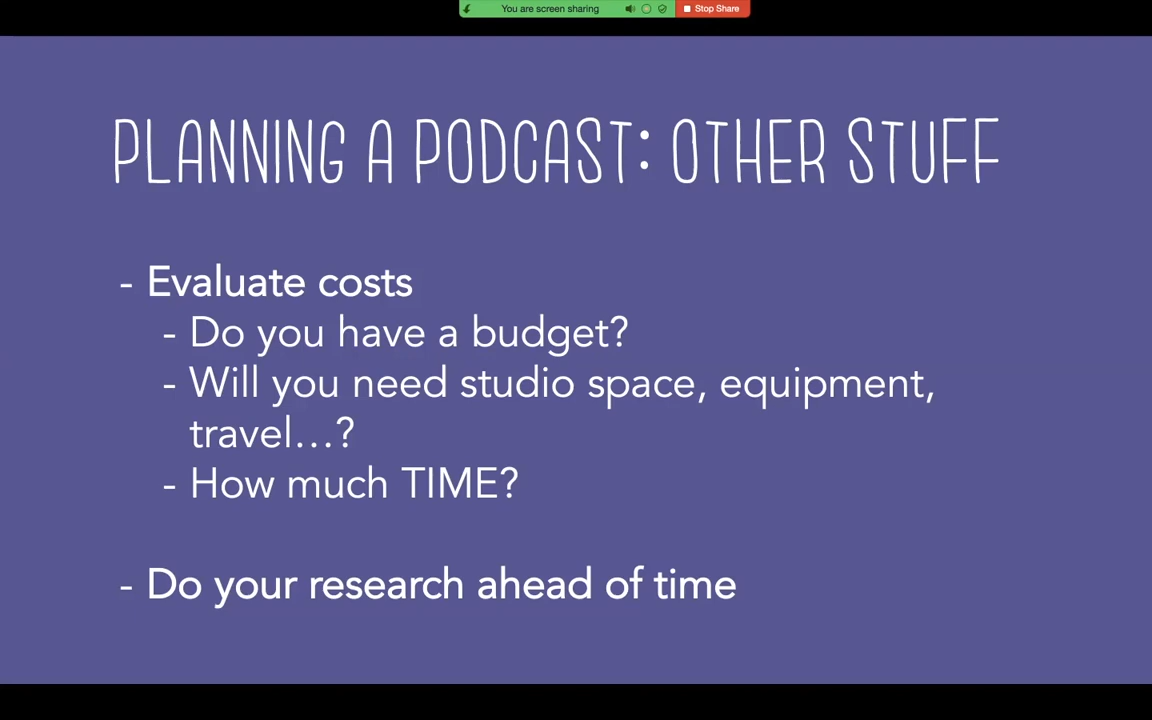 You are screen sharing
Stop Share
PLANNING A PODCAST: OTHER STUFF
- Evaluate costs
- Do you have a budget?
- Will you need studio space, equipment,
travel...?
- How much TIME?
- Do your research ahead of time